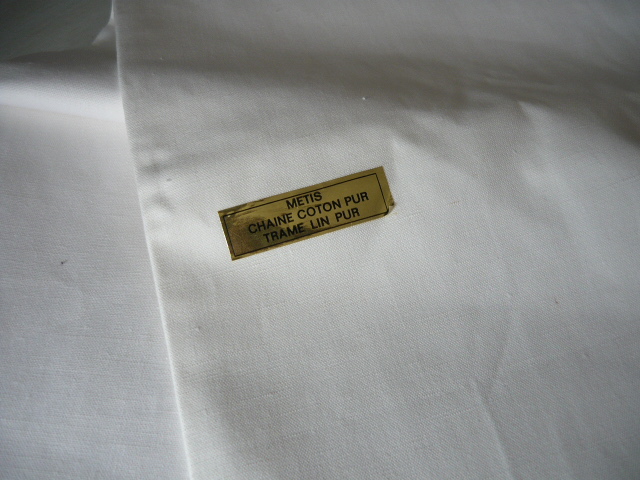 METIS
CHAINE COTON PUR
TRAME LIN PUR